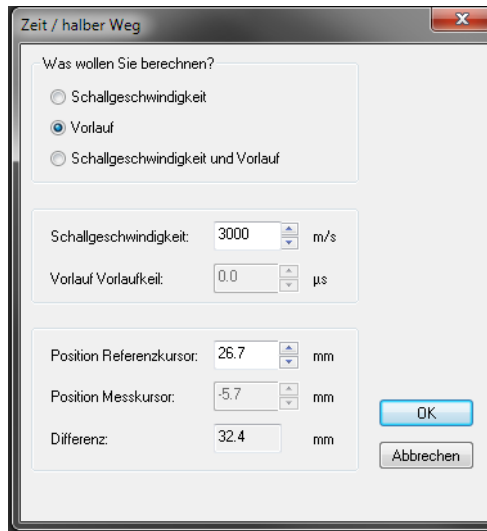 Zeit / halber Weg
Was wollen Sie berechnen?
Schallgeschwindigkeit
Vorlauf
Schallgeschwindigkeit und Vorlauf
Schallgeschwindigkeit: 3000 m/s
Vorlauf Vorlaufkeil: 0.0 µs
Position Referenzkursor: 26.7 mm
Position Messkursor: -5.7 mm
Differenz: 32.4 mm
OK
Abbrechen